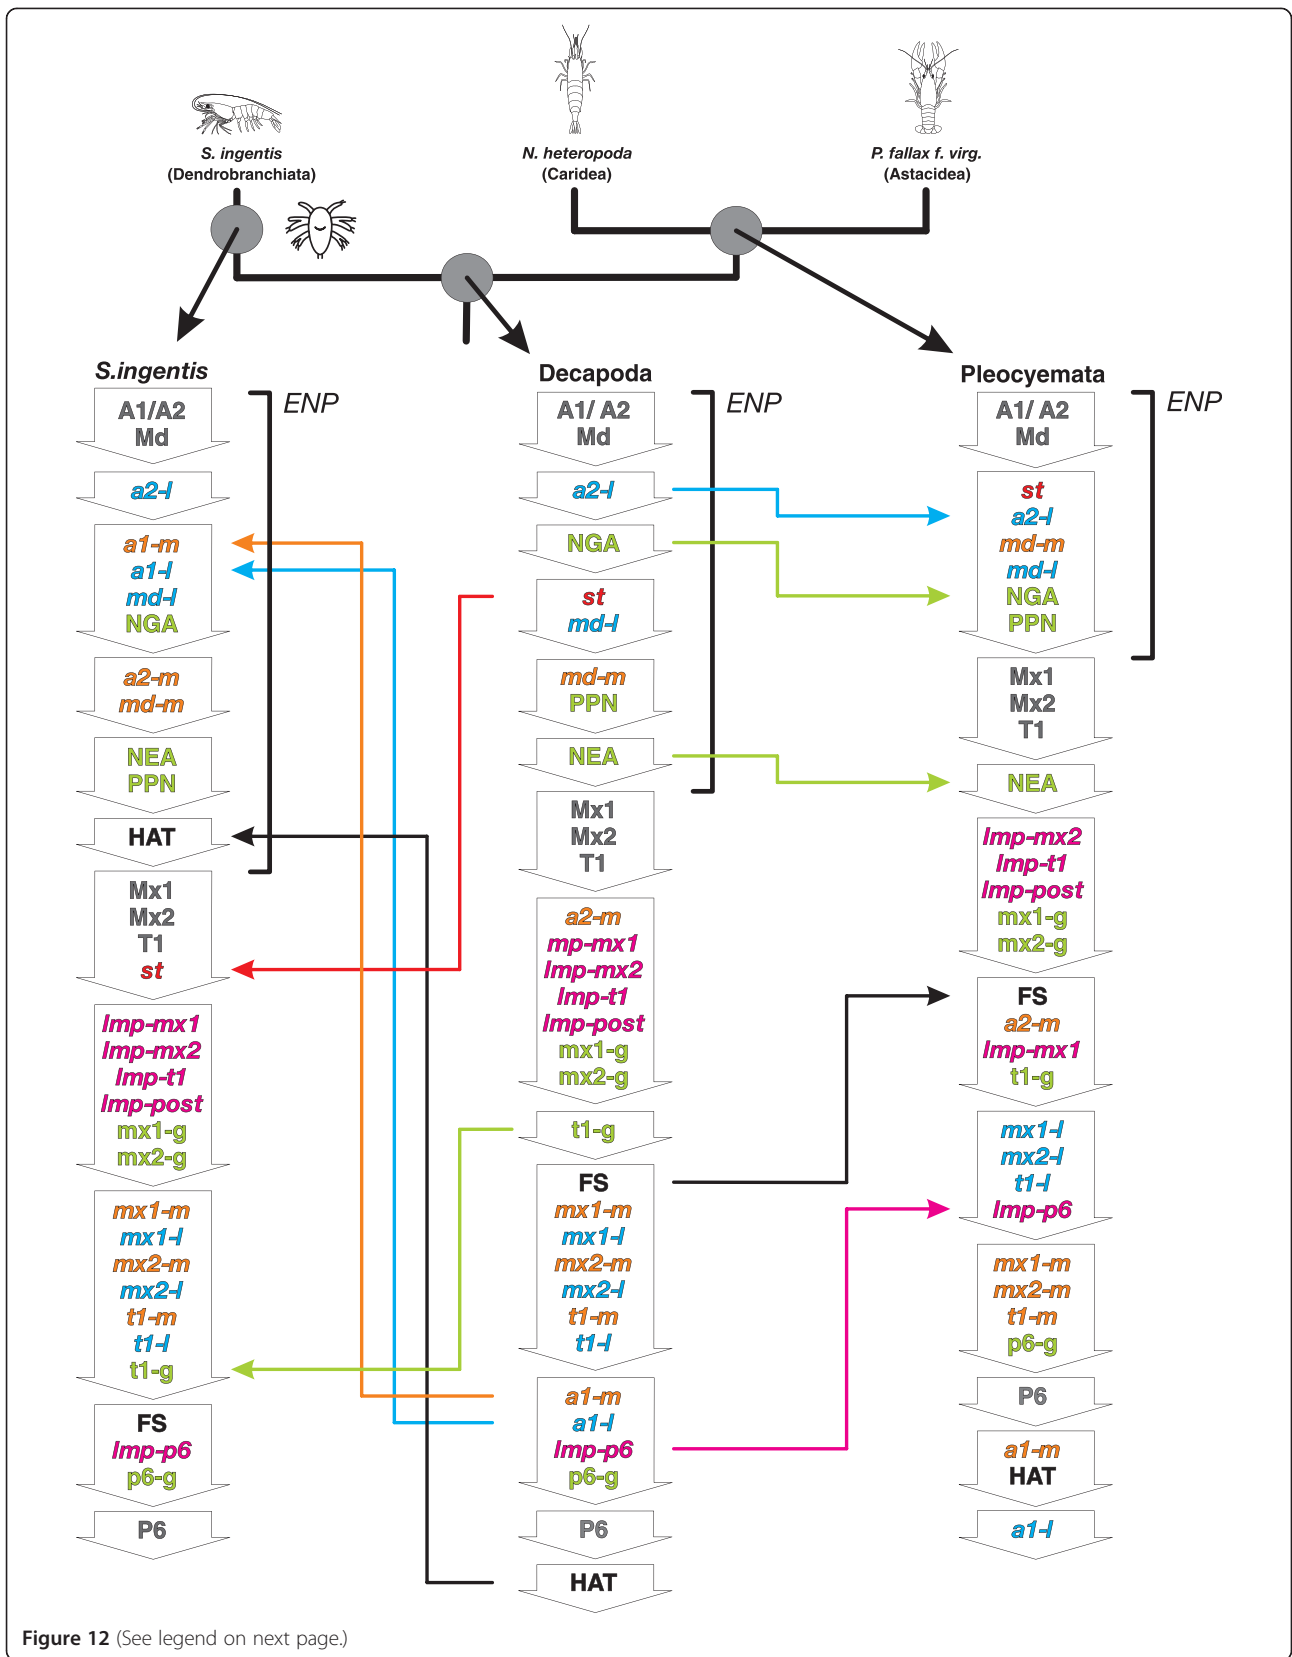 S. ingentis
(Dendrobranchiata)
N. heteropoda
(Caridea)
P. fallax f. virg.
(Astacidea)
S.ingentis
ENP
A1/A2
Md
a2-l
a1-m
a1-l
md-l
NGA
a2-m
md-m
NEA
PPN
HAT
Mx1
Mx2
T1
st
lmp-mx1
lmp-mx2
lmp-t1
lmp-post
mx1-g
mx2-g
mx1-m
mx1-l
mx2-m
mx2-l
t1-m
t1-l
t1-g
FS
lmp-p6
p6-g
P6
Decapoda
ENP
A1/ A2
Md
a2-l
NGA
st
md-l
md-m
PPN
NEA
Mx1
Mx2
T1
a2-m
mp-mx1
lmp-mx2
lmp-t1
lmp-post
mx1-g
mx2-g
t1-g
FS
mx1-m
mx1-l
mx2-m
mx2-l
t1-m
t1-l
a1-m
a1-l
lmp-p6
p6-g
P6
HAT
Pleocyemata
ENP
A1/ A2
Md
st
a2-l
md-m
md-l
NGA
PPN
Mx1
Mx2
T1
NEA
lmp-mx2
lmp-t1
lmp-post
mx1-g
mx2-g
FS
a2-m
lmp-mx1
t1-g
mx1-l
mx2-l
t1-l
lmp-p6
mx1-m
mx2-m
t1-m
p6-g
P6
a1-m
HAT
a1-l
Figure 12 (See legend on next page.)